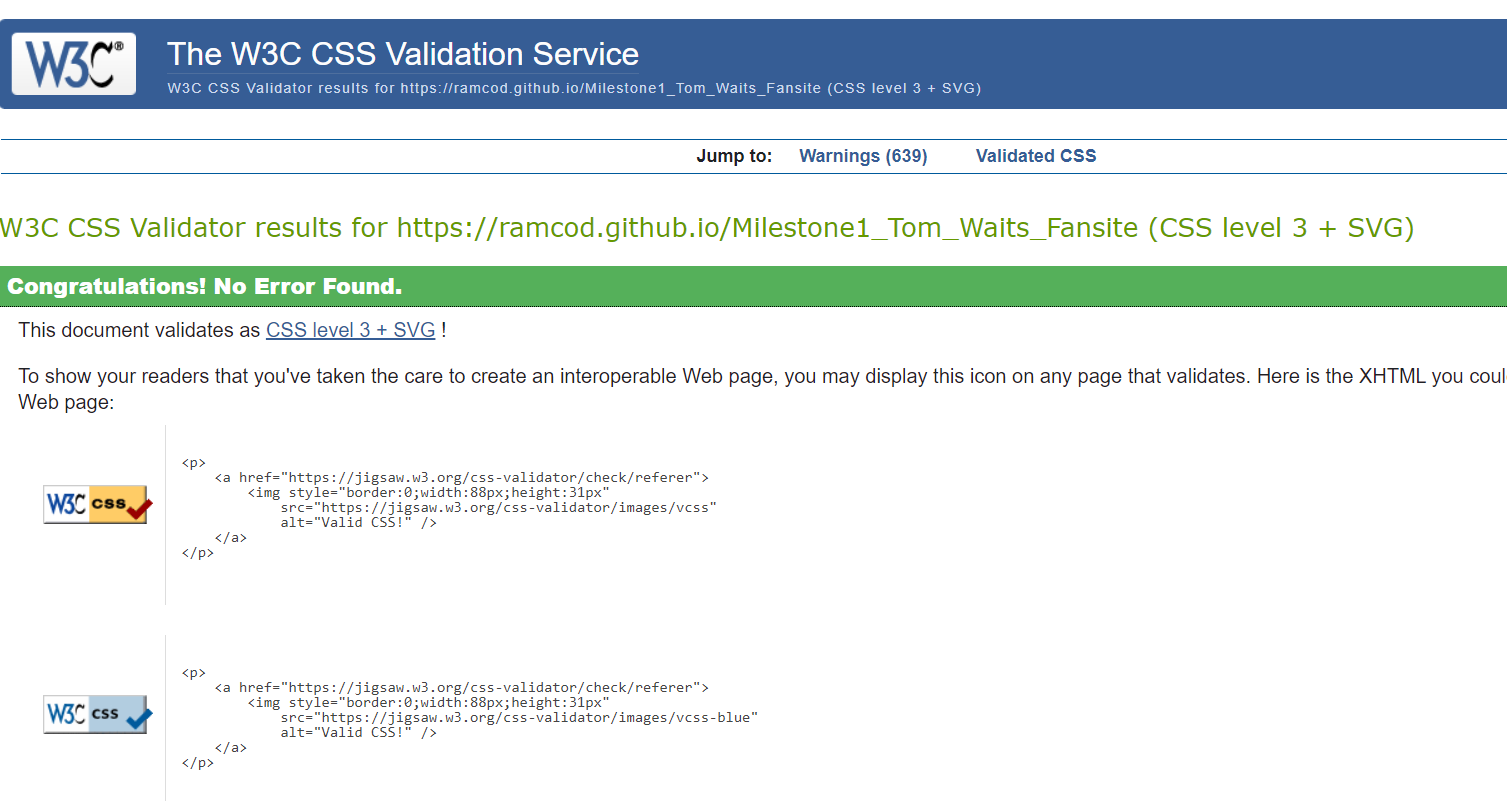 W3C®
The W3C CSS Validation Service
W3C CSS Validator results for https://ramcod.github.io/Milestone1_Tom_Waits_Fansite (CSS level 3 + SVG)
Jump to: Warnings (639) Validated CSS
W3C CSS Validator results for https://ramcod.github.io/Milestone1_Tom_Waits_Fansite (CSS level 3 + SVG)
Congratulations! No Error Found.
This document validates as CSS level 3 + SVG !
To show your readers that you've taken the care to create an interoperable Web page, you may display this icon on any page that validates. Here is the XHTML you
Web page:
<p>
<a href="https://jigsaw.w3.org/css-validator/check/referer">
<img style="border:0;width:88px;height:31px"
W3C css
src="https://jigsaw.w3.org/css-validator/images/vcss"
alt="Valid CSS!" />
</a>
</p>
<p>
<a href="https://jigsaw.w3.org/css-validator/check/referer">
<img style="border:0;width:88px;height:31px"
W3C css
src="https://jigsaw.w3.org/css-validator/images/vcss-blue"
alt="Valid CSS!" />
</a>
</p>